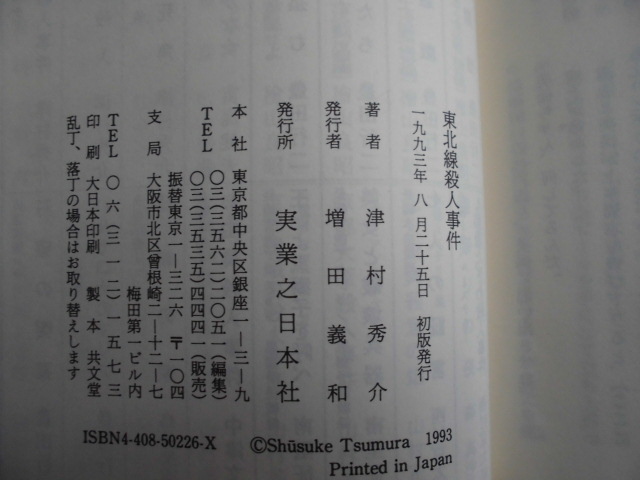 東北線殺人事件
一九九三年 八月二十五日 初版発行
著者 津村秀介
発行者 増田義和
発行所 実業之日本社
本社 東京都中央区銀座一―三―九
TEL 〇三(三五六二)二〇五一(編集)
〇三(三五三五)四四四一(販売)
振替東京一―三二六 〒一〇四
支局 大阪市北区曾根崎二―十二―七
梅田第一ビル内
TEL 〇六(三一二)一五七三
印刷 大日本印刷 製本 共文堂
乱丁、落丁の場合はお取り替えします
ISBN4-408-50226-X
©Shūsuke Tsumura 1993
Printed in Japan